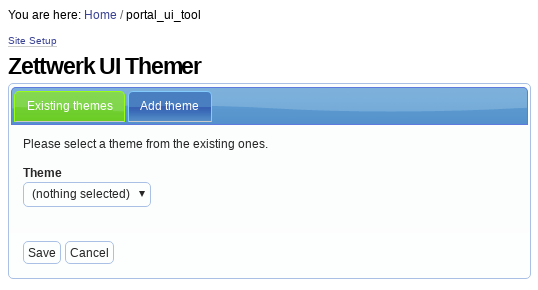 You are here: Home / portal_ui_tool
Site Setup
Zettwerk UI Themer
Existing themes Add theme
Please select a theme from the existing ones.
Theme
(nothing selected)
Save Cancel